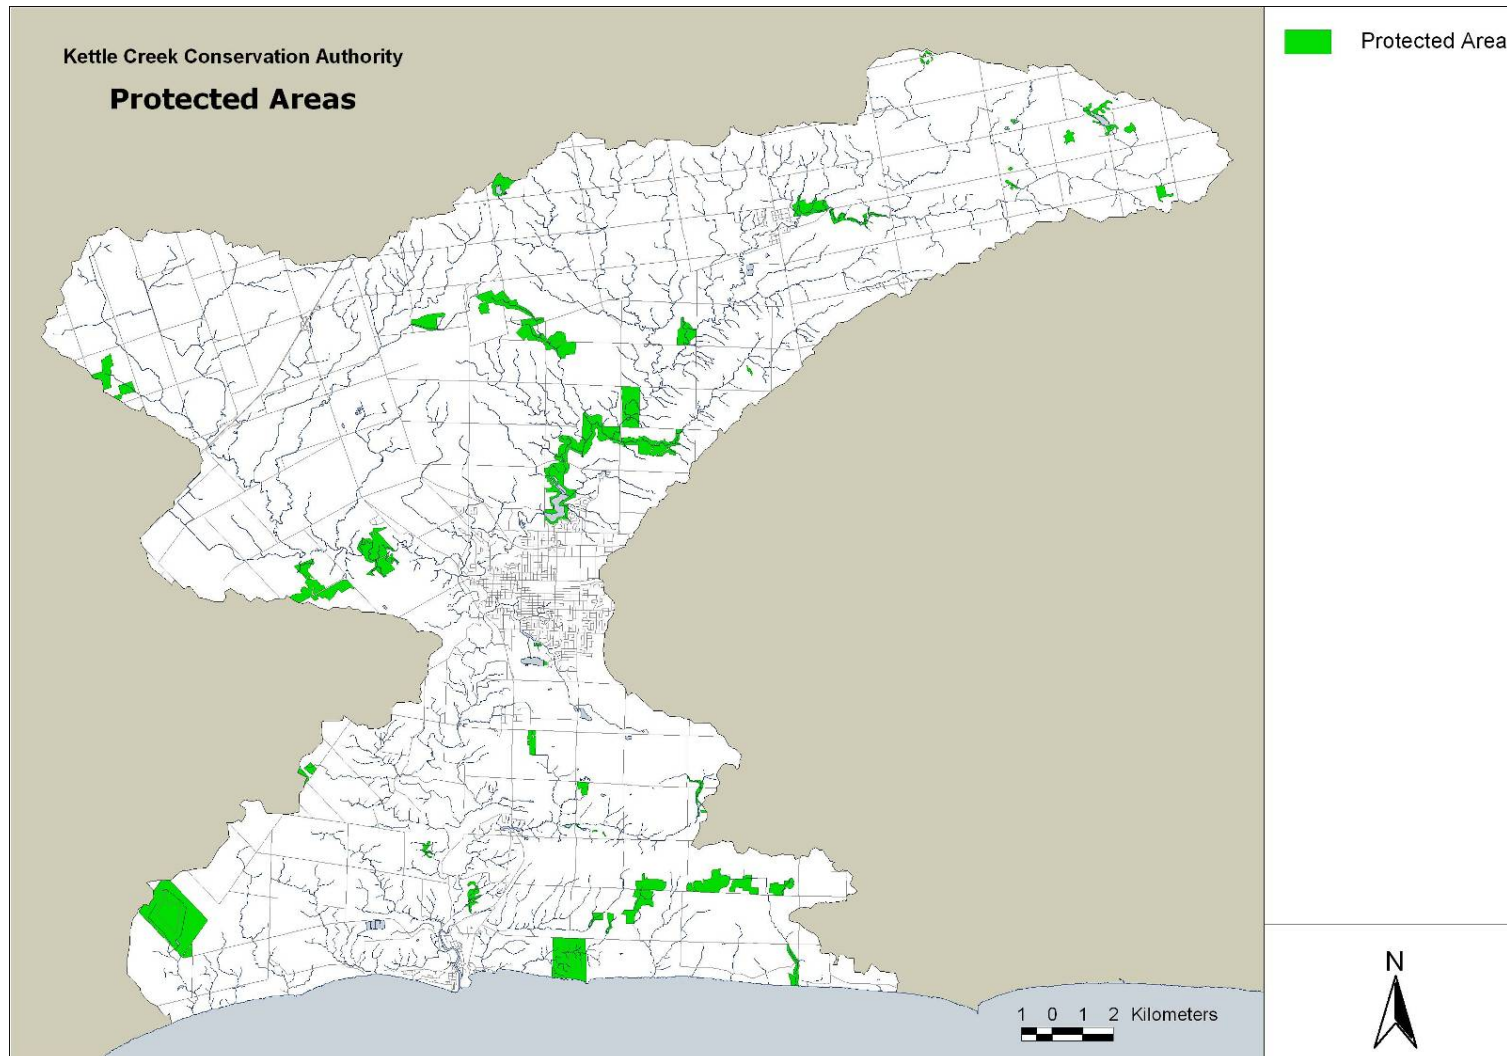 Kettle Creek Conservation Authority
Protected Areas
Protected Area
N
1 0 1 2 Kilometers